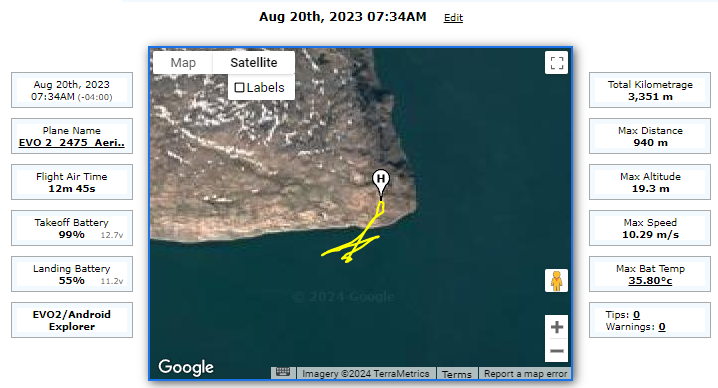 Aug 20th, 2023 07:34AM Edit
Aug 20th, 2023
07:34AM (-04:00)
Plane Name
EVO 2_2475_Aeri..
Flight Air Time
12m 45s
Takeoff Battery
99% 12.7v
Landing Battery
55% 11.2v
EVO2/Android
Explorer
Map Satellite
Labels
H
© 2024 Google
Google
Imagery ©2024 TerraMetrics Terms Report a map error
Total Kilometrage
3,351 m
Max Distance
940 m
Max Altitude
19.3 m
Max Speed
10.29 m/s
Max Bat Temp
35.80°c
Tips: 0
Warnings: 0